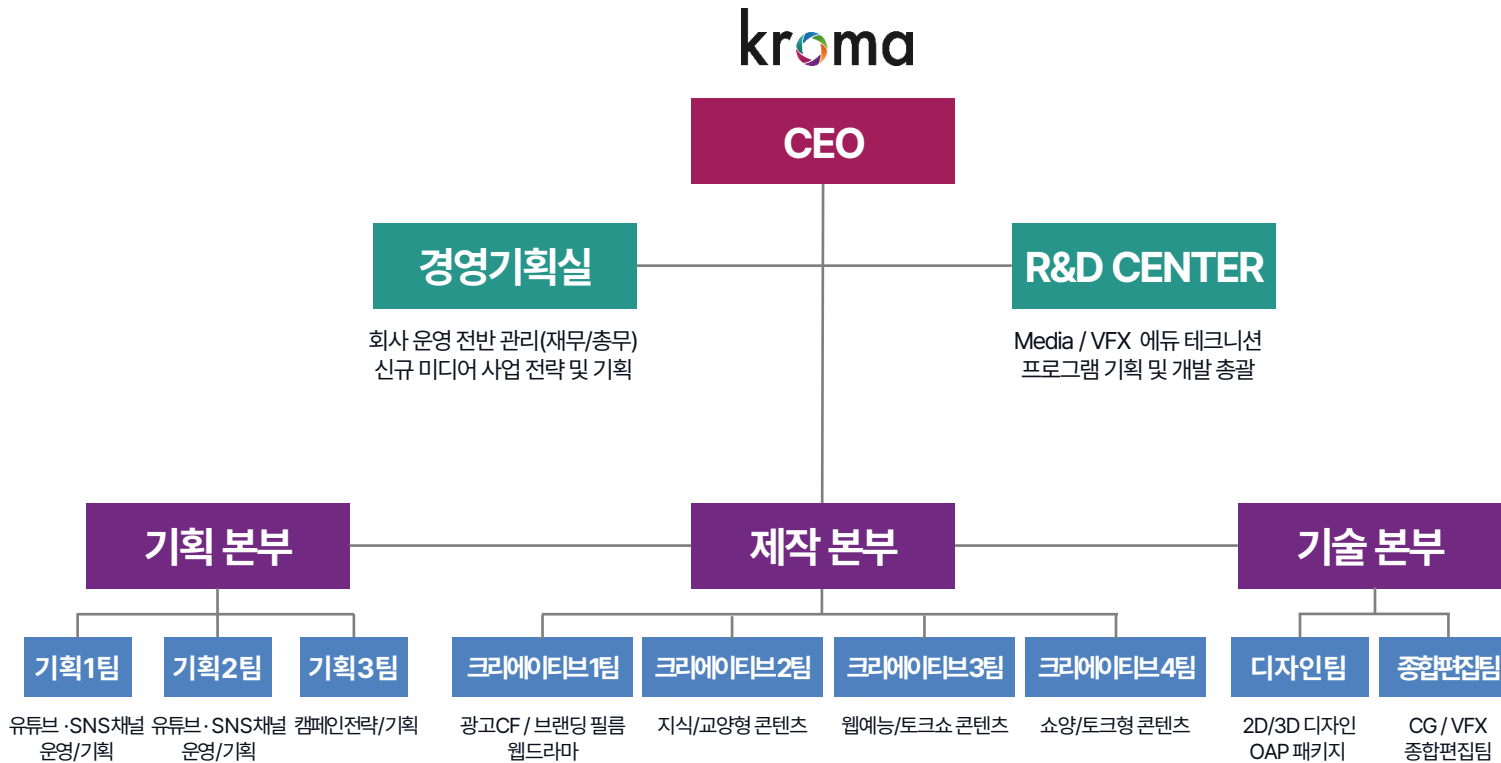 kroma
CEO
경영기획실
R&D CENTER
회사 운영 전반 관리(재무/총무)
신규 미디어 사업 전략 및 기획
Media / VFX 에듀 테크니션
프로그램 기획 및 개발 총괄
기획 본부
제작 본부
기술 본부
기획1팀
기획2팀
기획3팀
크리에이티브1팀
크리에이티브2팀
크리에이티브3팀
크리에이티브4팀
디자인팀
종합편집팀
유튜브·SNS채널
운영/기획
유튜브·SNS채널
운영/기획
캠페인전략/기획
광고CF / 브랜딩 필름
웹드라마
지식/교양형 콘텐츠
웹예능/토크쇼 콘텐츠
쇼양/토크형 콘텐츠
2D/3D 디자인
OAP 패키지
CG / VFX
종합편집팀